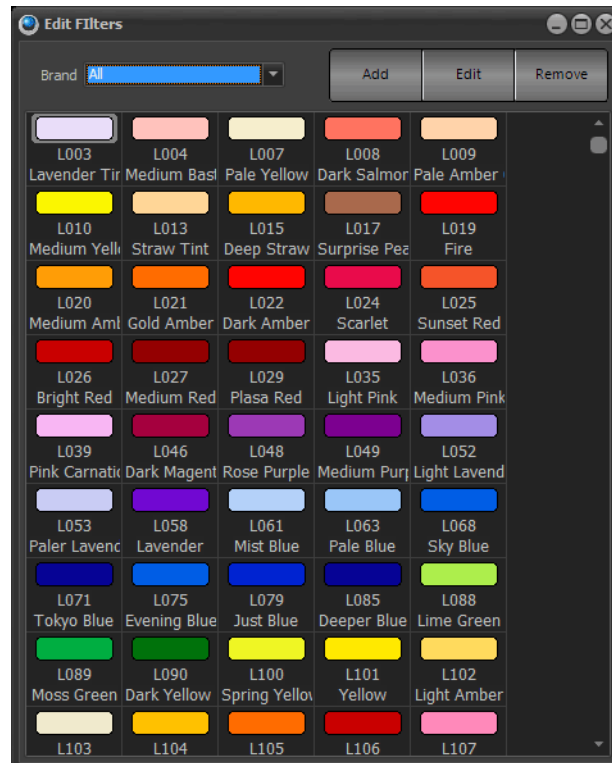 Edit FIlters
Brand All Add Edit Remove
L003 L004 L007 L008 L009
Lavender Tir Medium Bast Pale Yellow Dark Salmor Pale Amber
L010 L013 L015 L017 L019
Medium Yell Straw Tint Deep Straw Surprise Pea Fire
L020 L021 L022 L024 L025
Medium Aml Gold Amber Dark Amber Scarlet Sunset Red
L026 L027 L029 L035 L036
Bright Red Medium Red Plasa Red Light Pink Medium Pink
L039 L046 L048 L049 L052
Pink Carnatic Dark Magent Rose Purple Medium Purp Light Lavend
L053 L058 L061 L063 L068
Paler Lavenc Lavender Mist Blue Pale Blue Sky Blue
L071 L075 L079 L085 L088
Tokyo Blue Evening Blue Just Blue Deeper Blue Lime Green
L089 L090 L100 L101 L102
Moss Green Dark Yellow Spring Yellov Yellow Light Amber
L103 L104 L105 L106 L107